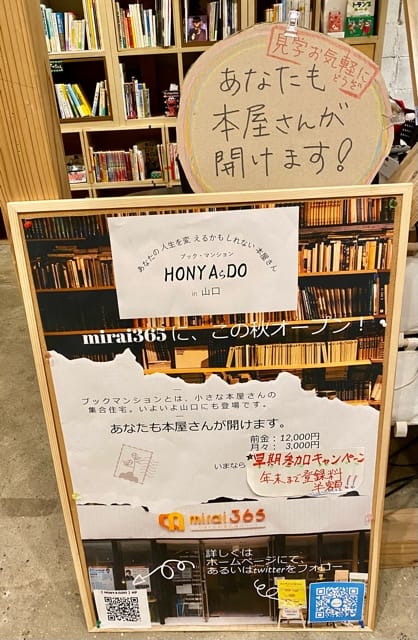 見学お気軽に
どうぞ
あなたも
本屋さんが
開けます!
あなたの人生を変えるかもしれない本屋さん
ブック・マンション
HONYAらDO
in 山口
mirai365に、この秋オープン!
ブックマンションとは、小さな本屋さんの
集合住宅。いよいよ山口にも登場です。
あなたも本屋さんが開けます。
前金:12,000円
月々:3,000円
いまなら
早期参加キャンペーン
年末まで登録料
半額!!
mirai365
詳しくは
ホームページにて
あるいはtwitterをフォロー